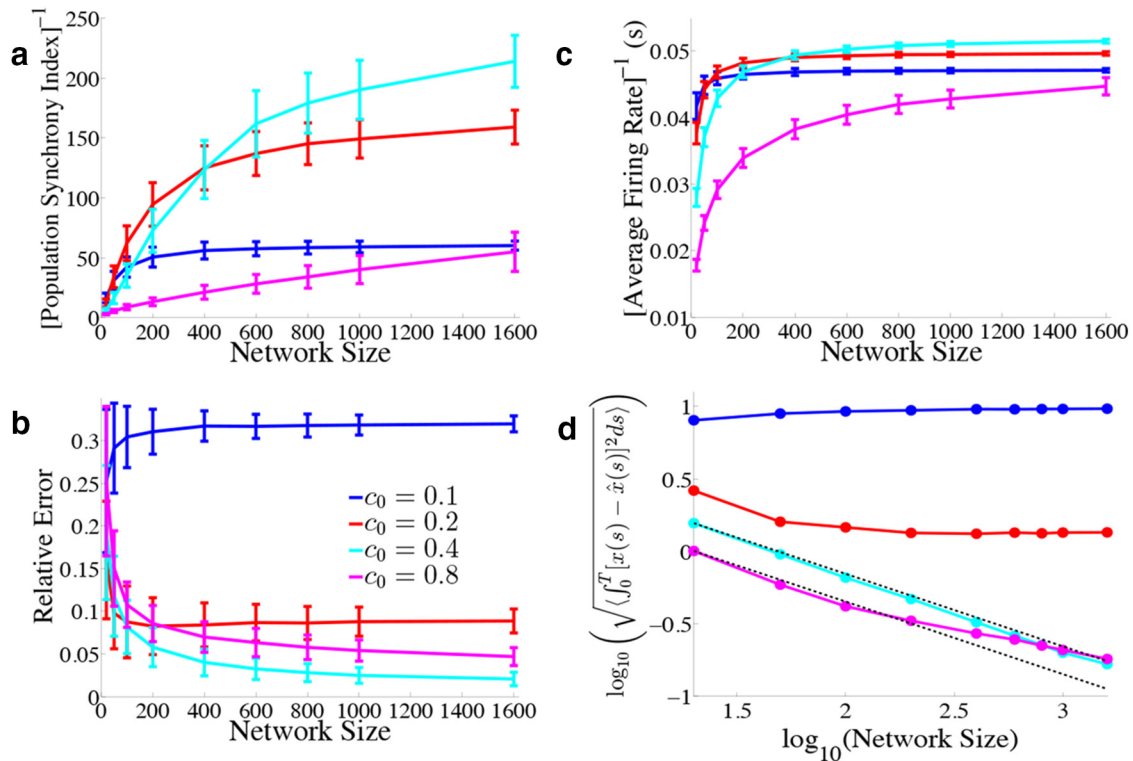 a
[Population Synchrony Index]⁻¹
250
200
150
100
50
0
0 200 400 600 800 1000 1200 1400 1600
Network Size
c
[Average Firing Rate]⁻¹ (s)
0.05
0.04
0.03
0.02
0.01
0 200 400 600 800 1000 1200 1400 1600
Network Size
b
Relative Error
0.3
0.25
0.2
0.15
0.1
0.05
0
c₀ = 0.1
c₀ = 0.2
c₀ = 0.4
c₀ = 0.8
0 200 400 600 800 1000 1200 1400 1600
Network Size
d
log₁₀(√⟨∫₀ᵀ[x(s) − x̂(s)]²ds⟩)
1
0.5
0
−0.5
−1
1.5 2 2.5 3
log₁₀(Network Size)